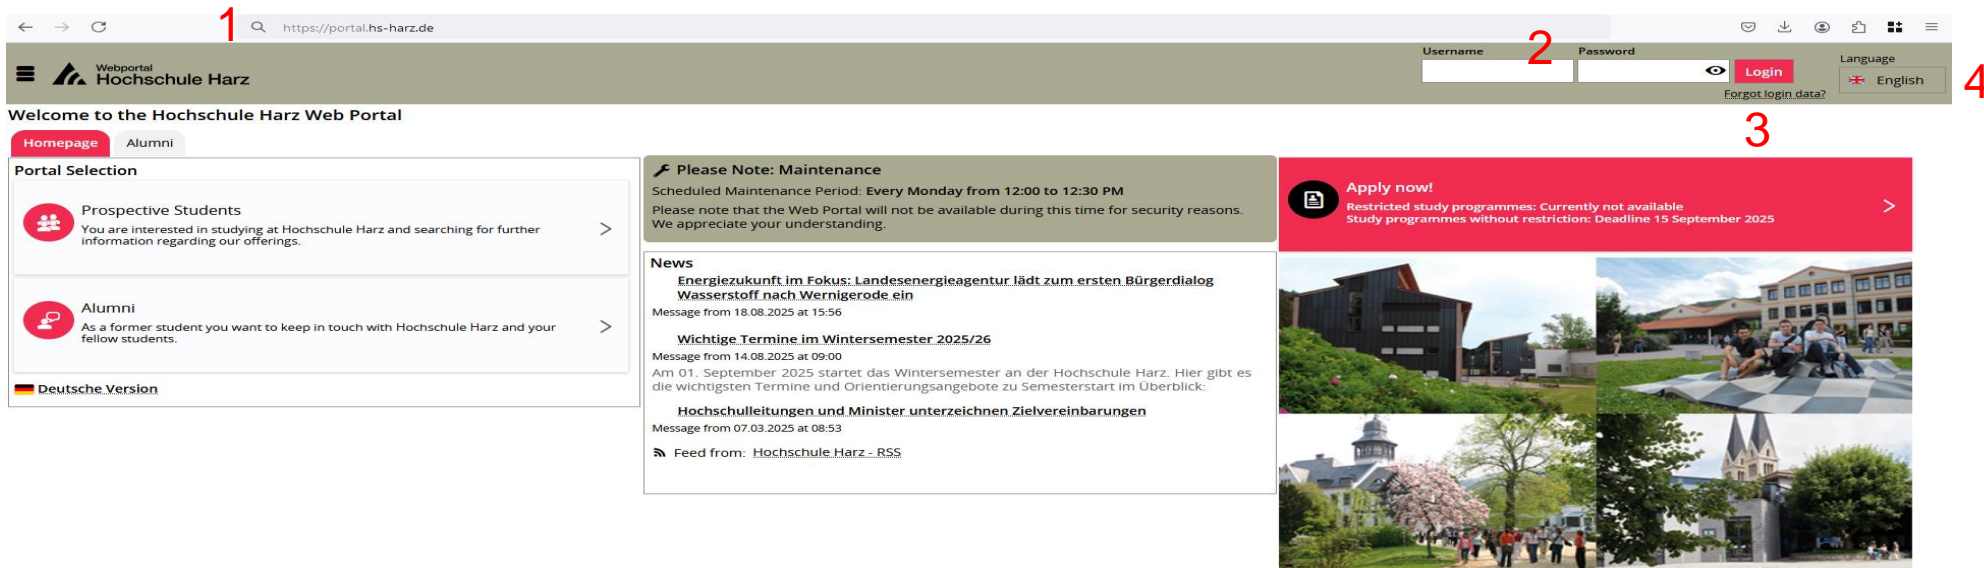 1
https://portal.hs-harz.de
Webportal
Hochschule Harz
Username
2
Password
Login
Forgot login data?
3
Language
English
4
Welcome to the Hochschule Harz Web Portal
Homepage
Alumni
Portal Selection
Prospective Students
You are interested in studying at Hochschule Harz and searching for further
information regarding our offerings.
Alumni
As a former student you want to keep in touch with Hochschule Harz and your
fellow students.
Deutsche Version
Please Note: Maintenance
Scheduled Maintenance Period: Every Monday from 12:00 to 12:30 PM
Please note that the Web Portal will not be available during this time for security reasons.
We appreciate your understanding.
News
Energiezukunft im Fokus: Landesenergieagentur lädt zum ersten Bürgerdialog
Wasserstoff nach Wernigerode ein
Message from 18.08.2025 at 15:56
Wichtige Termine im Wintersemester 2025/26
Message from 14.08.2025 at 09:00
Am 01. September 2025 startet das Wintersemester an der Hochschule Harz. Hier gibt es
die wichtigsten Termine und Orientierungsangebote zu Semesterstart im Überblick:
Hochschulleitungen und Minister unterzeichnen Zielvereinbarungen
Message from 07.03.2025 at 08:53
Feed from: Hochschule Harz - RSS
Apply now!
Restricted study programmes: Currently not available
Study programmes without restriction: Deadline 15 September 2025